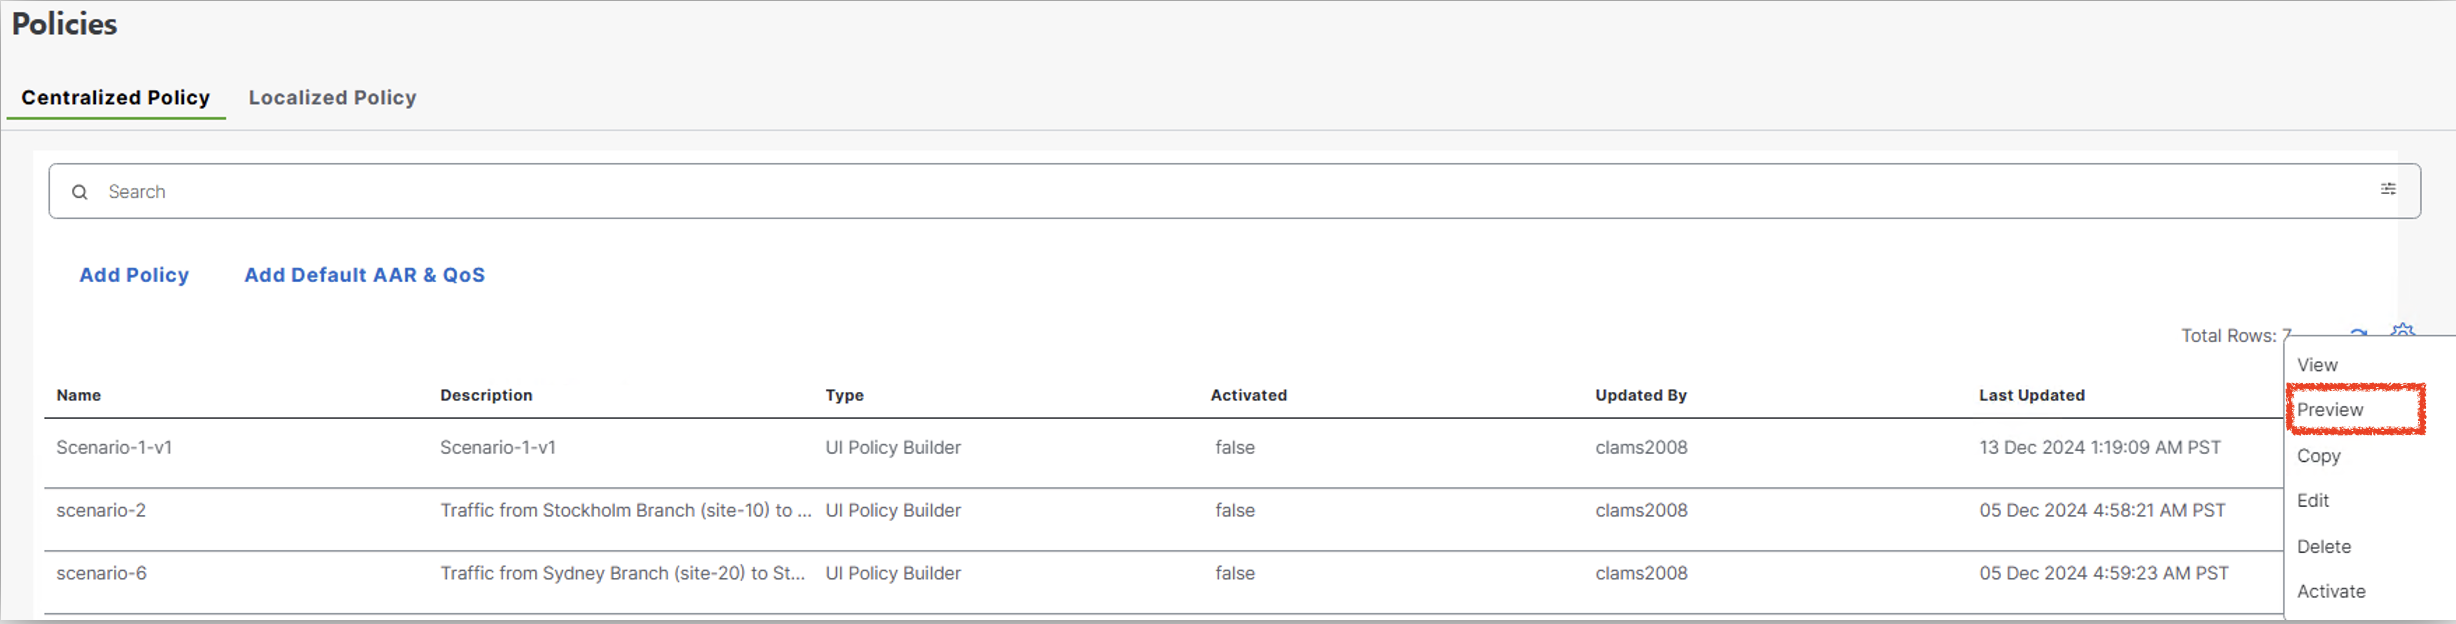 Policies
Centralized Policy Localized Policy
Search
Add Policy Add Default AAR & QoS
Total Rows: 7
Name Description Type Activated Updated By Last Updated
Scenario-1-v1 Scenario-1-v1 UI Policy Builder false clams2008 13 Dec 2024 1:19:09 AM PST
scenario-2 Traffic from Stockholm Branch (site-10) to ... UI Policy Builder false clams2008 05 Dec 2024 4:58:21 AM PST
scenario-6 Traffic from Sydney Branch (site-20) to St... UI Policy Builder false clams2008 05 Dec 2024 4:59:23 AM PST
View
Preview
Copy
Edit
Delete
Activate